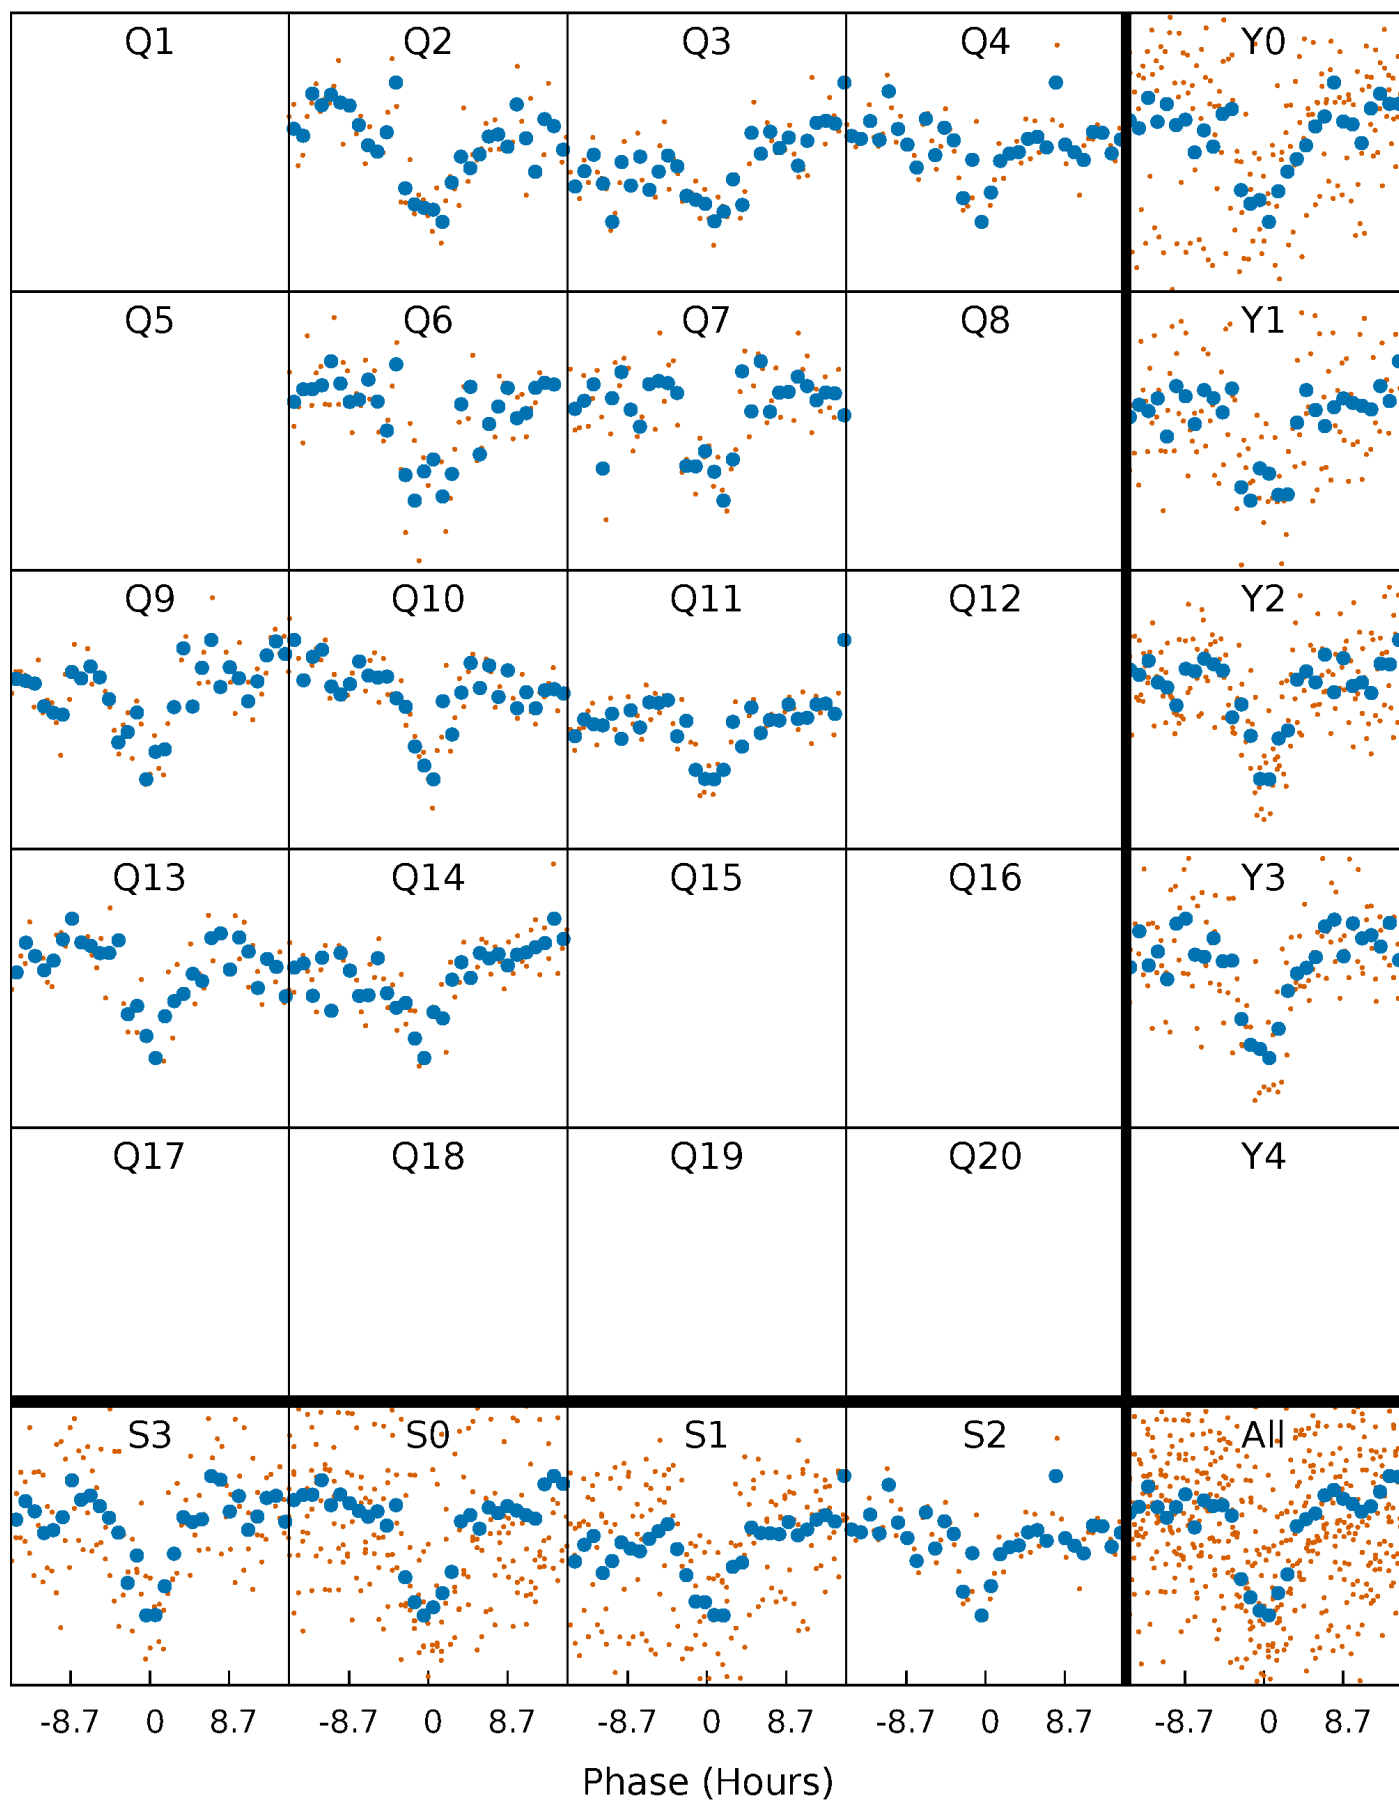 Q1 Q2 Q3 Q4 Y0
Q5 Q6 Q7 Q8 Y1
Q9 Q10 Q11 Q12 Y2
Q13 Q14 Q15 Q16 Y3
Q17 Q18 Q19 Q20 Y4
S3 S0 S1 S2 All
-8.7 0 8.7 -8.7 0 8.7 -8.7 0 8.7 -8.7 0 8.7 -8.7 0 8.7
Phase (Hours)